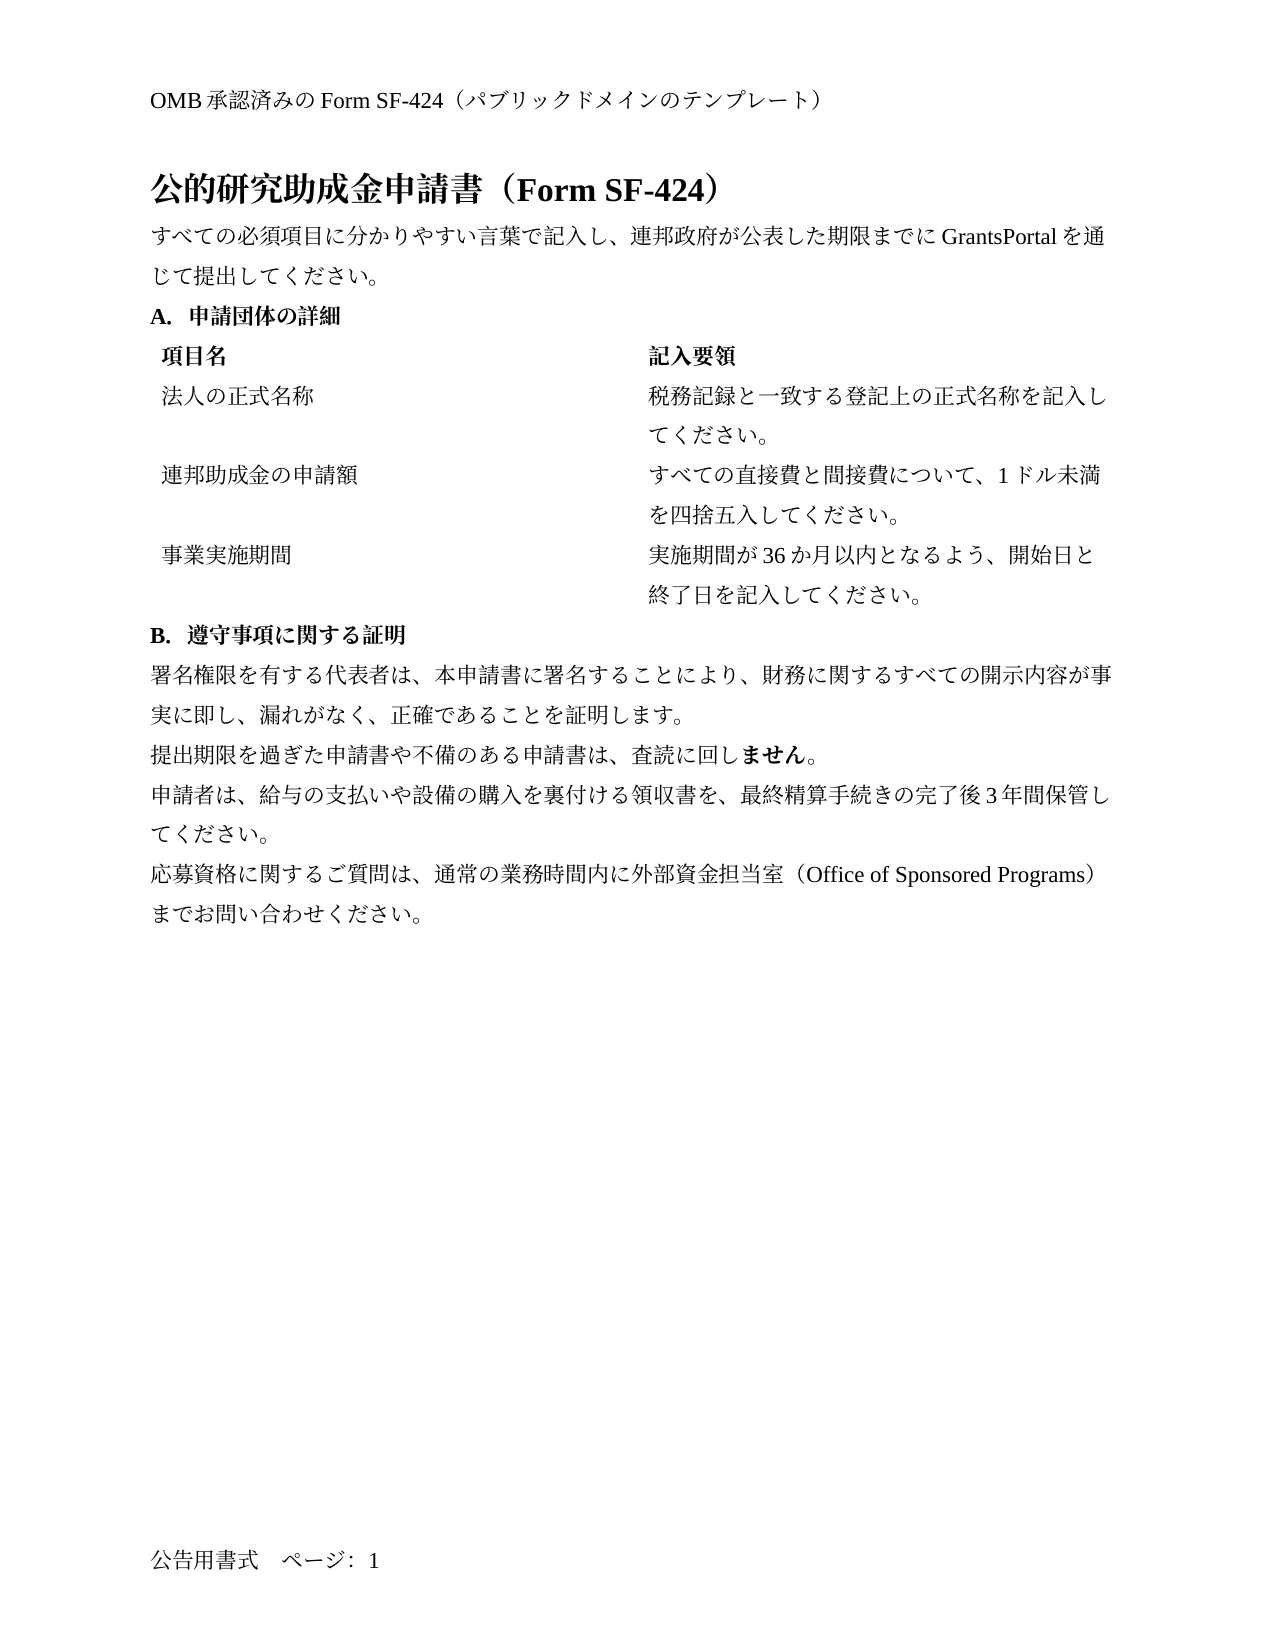 OMB 承認済みの Form SF-424（パブリックドメインのテンプレート）
公的研究助成金申請書（Form SF-424）
すべての必須項目に分かりやすい言葉で記入し、連邦政府が公表した期限までに GrantsPortal を通
じて提出してください。
A. 申請団体の詳細
項目名 記入要領
法人の正式名称 税務記録と一致する登記上の正式名称を記入し
てください。
連邦助成金の申請額 すべての直接費と間接費について、1 ドル未満
を四捨五入してください。
事業実施期間 実施期間が 36 か月以内となるよう、開始日と
終了日を記入してください。
B. 遵守事項に関する証明
署名権限を有する代表者は、本申請書に署名することにより、財務に関するすべての開示内容が事
実に即し、漏れがなく、正確であることを証明します。
提出期限を過ぎた申請書や不備のある申請書は、査読に回しません。
申請者は、給与の支払いや設備の購入を裏付ける領収書を、最終精算手続きの完了後 3 年間保管し
てください。
応募資格に関するご質問は、通常の業務時間内に外部資金担当室（Office of Sponsored Programs）
までお問い合わせください。
公告用書式　ページ：1